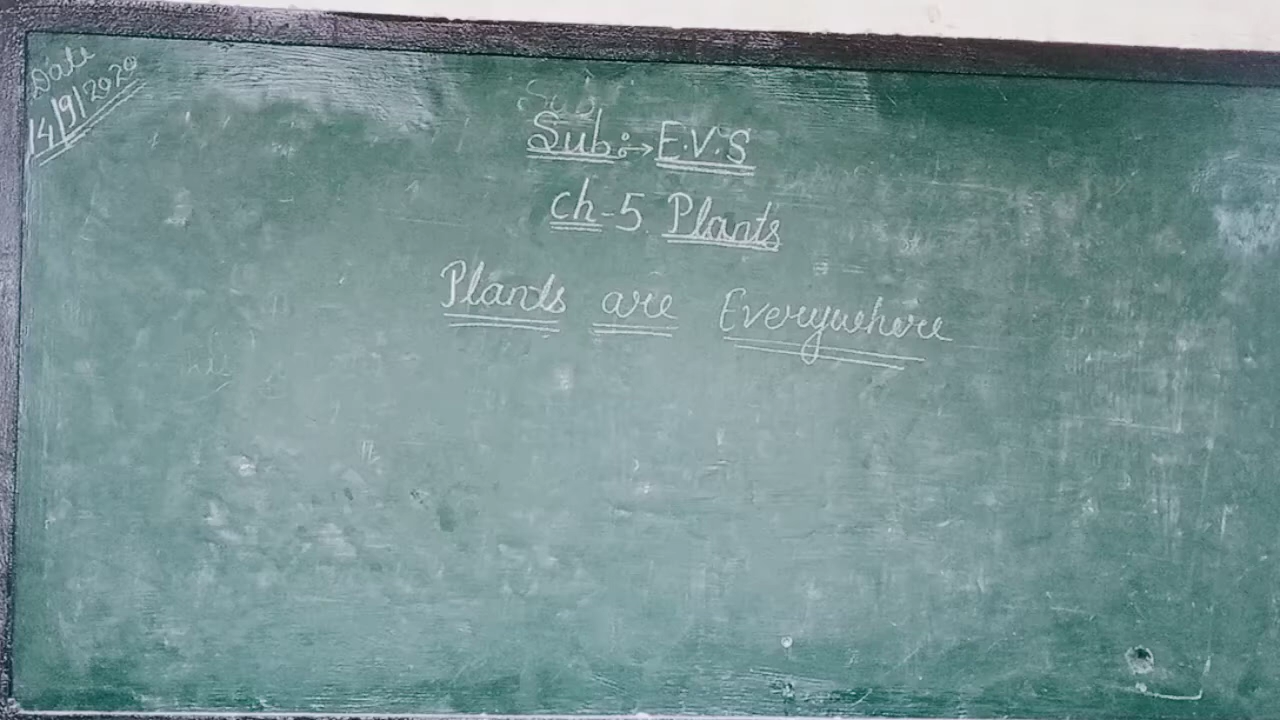 Date
14/9/2020
Sub:→ E.V.S
ch-5 Plants
Plants are Everywhere